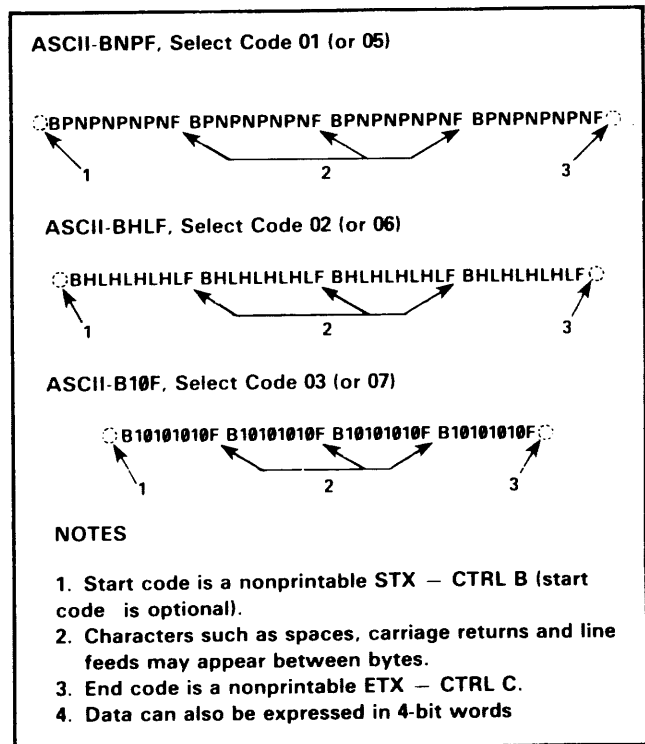 ASCII-BNPF, Select Code 01 (or 05)
BPNPNPNPNF BPNPNPNPNF BPNPNPNPNF BPNPNPNPNF
1 2 3
ASCII-BHLF, Select Code 02 (or 06)
BHLHLHLHLF BHLHLHLHLF BHLHLHLHLF BHLHLHLHLF
1 2 3
ASCII-B10F, Select Code 03 (or 07)
B10101010F B10101010F B10101010F B10101010F
1 2 3
NOTES
1. Start code is a nonprintable STX — CTRL B (start
code is optional).
2. Characters such as spaces, carriage returns and line
feeds may appear between bytes.
3. End code is a nonprintable ETX — CTRL C.
4. Data can also be expressed in 4-bit words